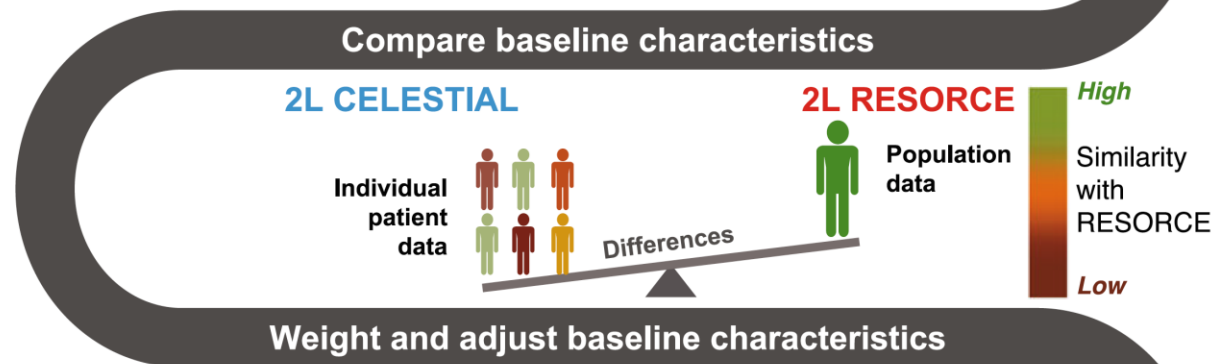 Compare baseline characteristics
2L CELESTIAL
2L RESORCE
High
Individual
patient
data
Population
data
Similarity
with
RESORCE
Differences
Low
Weight and adjust baseline characteristics